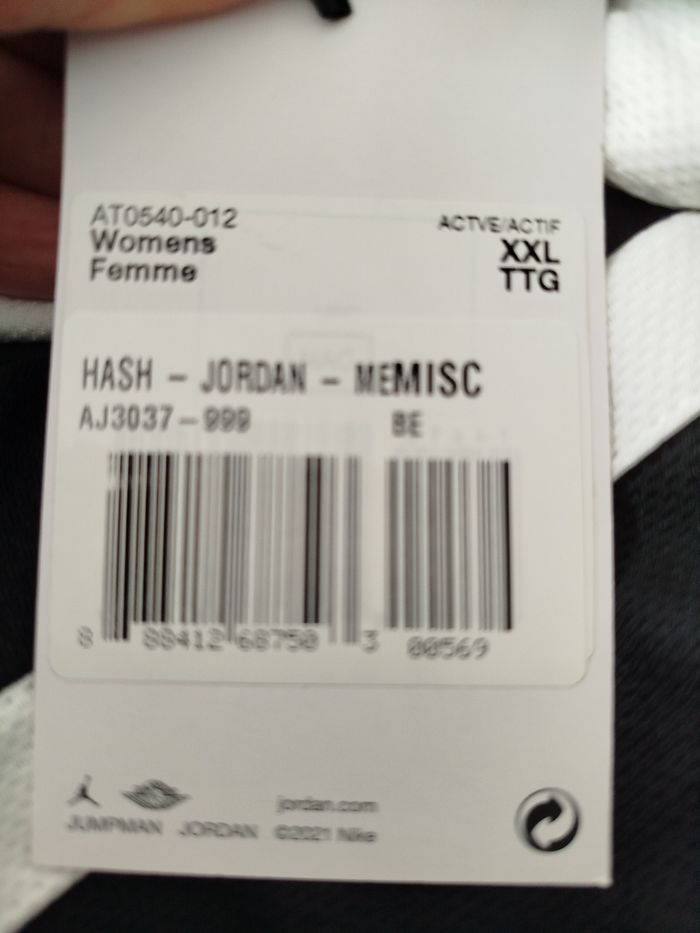 AT0540-012
Womens
Femme
ACTVE/ACTIF
XXL
TTG
HASH - JORDAN - MEMISC
AJ3037-999
BE
8 88412 68750 3
00569
jordan.com
JUMPMAN JORDAN ©2021 Nike